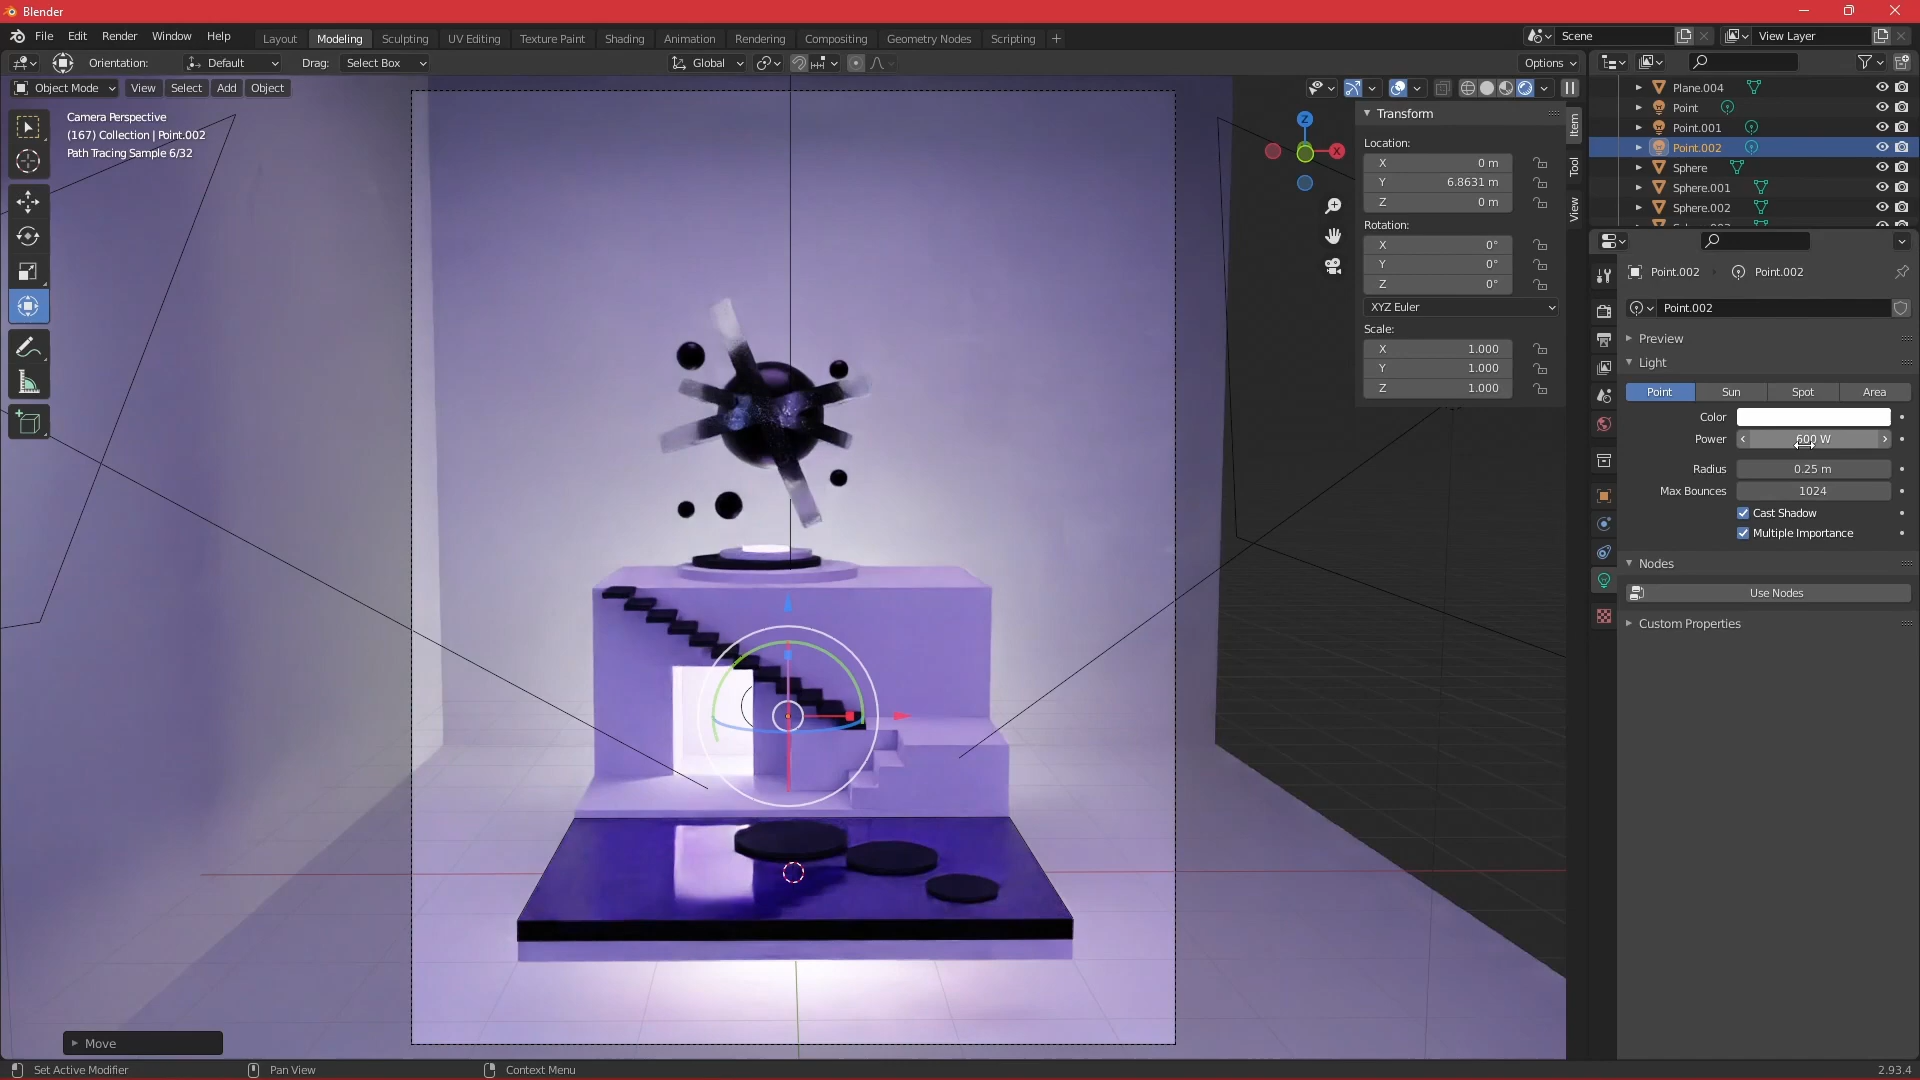 Blender
File Edit Render Window Help
Layout Modeling Sculpting UV Editing Texture Paint Shading Animation Rendering Compositing Geometry Nodes Scripting +
Scene
View Layer
Orientation: Default Drag: Select Box
Global
Options
Object Mode View Select Add Object
Camera Perspective
(167) Collection | Point.002
Path Tracing Sample 6/32
Z
X
Transform
Location:
X 0 m
Y 6.8631 m
Z 0 m
Rotation:
X 0°
Y 0°
Z 0°
XYZ Euler
Scale:
X 1.000
Y 1.000
Z 1.000
Item
Tool
View
Plane.004
Point
Point.001
Point.002
Sphere
Sphere.001
Sphere.002
Point.002 Point.002
Point.002
Preview
Light
Point Sun Spot Area
Color
Power 600 W
Radius 0.25 m
Max Bounces 1024
Cast Shadow
Multiple Importance
Nodes
Use Nodes
Custom Properties
Move
Set Active Modifier
Pan View
Context Menu
2.93.4